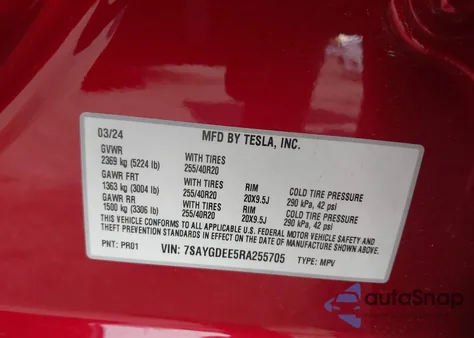 03/24 MFD BY TESLA, INC.
GVWR
2369 kg (5224 lb) WITH TIRES 255/40R20
GAWR FRT
1363 kg (3004 lb) WITH TIRES 255/40R20 RIM 20X9.5J COLD TIRE PRESSURE 290 kPa, 42 psi
GAWR RR
1500 kg (3306 lb) WITH TIRES 255/40R20 RIM 20X9.5J COLD TIRE PRESSURE 290 kPa, 42 psi
THIS VEHICLE CONFORMS TO ALL APPLICABLE U.S. FEDERAL MOTOR VEHICLE SAFETY AND
THEFT PREVENTION STANDARDS IN EFFECT ON THE DATE OF MANUFACTURE SHOWN ABOVE.
PNT: PR01 VIN: 7SAYGDEE5RA255705 TYPE: MPV
autoSnap